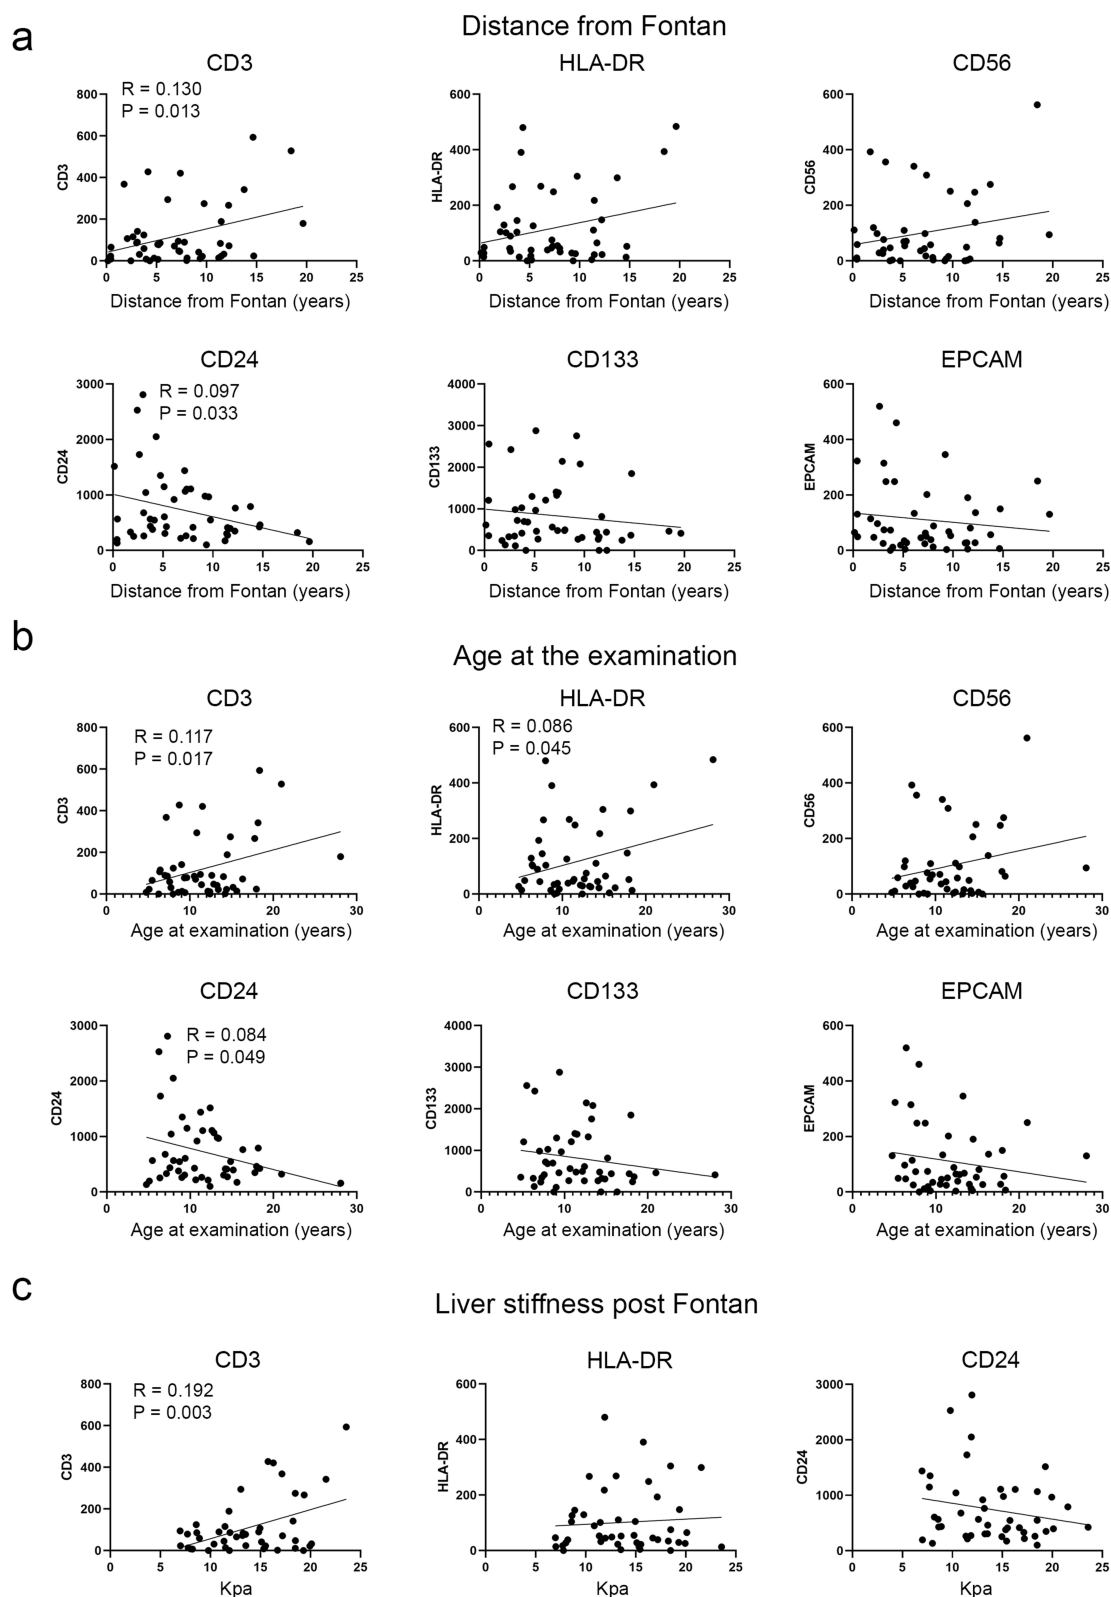 a
Distance from Fontan
CD3
HLA-DR
CD56
R = 0.130
P = 0.013
800
600
400
200
0
CD3
0 5 10 15 20 25
Distance from Fontan (years)
600
400
200
0
HLA-DR
0 5 10 15 20 25
Distance from Fontan (years)
600
400
200
0
CD56
0 5 10 15 20 25
Distance from Fontan (years)
CD24
CD133
EPCAM
R = 0.097
P = 0.033
3000
2000
1000
0
CD24
0 5 10 15 20 25
Distance from Fontan (years)
4000
3000
2000
1000
0
CD133
0 5 10 15 20 25
Distance from Fontan (years)
600
400
200
0
EPCAM
0 5 10 15 20 25
Distance from Fontan (years)
b
Age at the examination
CD3
HLA-DR
CD56
R = 0.117
P = 0.017
800
600
400
200
0
CD3
0 10 20 30
Age at examination (years)
R = 0.086
P = 0.045
600
400
200
0
HLA-DR
0 10 20 30
Age at examination (years)
600
400
200
0
CD56
0 10 20 30
Age at examination (years)
CD24
CD133
EPCAM
R = 0.084
P = 0.049
3000
2000
1000
0
CD24
0 10 20 30
Age at examination (years)
4000
3000
2000
1000
0
CD133
0 10 20 30
Age at examination (years)
600
400
200
0
EPCAM
0 10 20 30
Age at examination (years)
c
Liver stiffness post Fontan
CD3
HLA-DR
CD24
R = 0.192
P = 0.003
800
600
400
200
0
CD3
0 5 10 15 20 25
Kpa
600
400
200
0
HLA-DR
0 5 10 15 20 25
Kpa
3000
2000
1000
0
CD24
0 5 10 15 20 25
Kpa